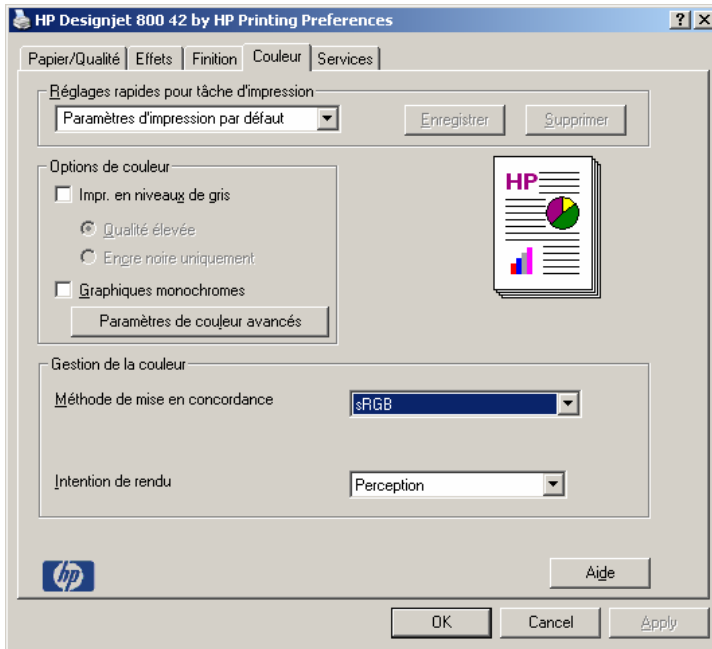 HP Designjet 800 42 by HP Printing Preferences
Papier/Qualité Effets Finition Couleur Services
Réglages rapides pour tâche d'impression
Paramètres d'impression par défaut Enregistrer Supprimer
Options de couleur
Impr. en niveaux de gris
Qualité élevée
Encre noire uniquement
Graphiques monochromes
Paramètres de couleur avancés
HP
Gestion de la couleur
Méthode de mise en concordance sRGB
Intention de rendu Perception
hp Aide
OK Cancel Apply